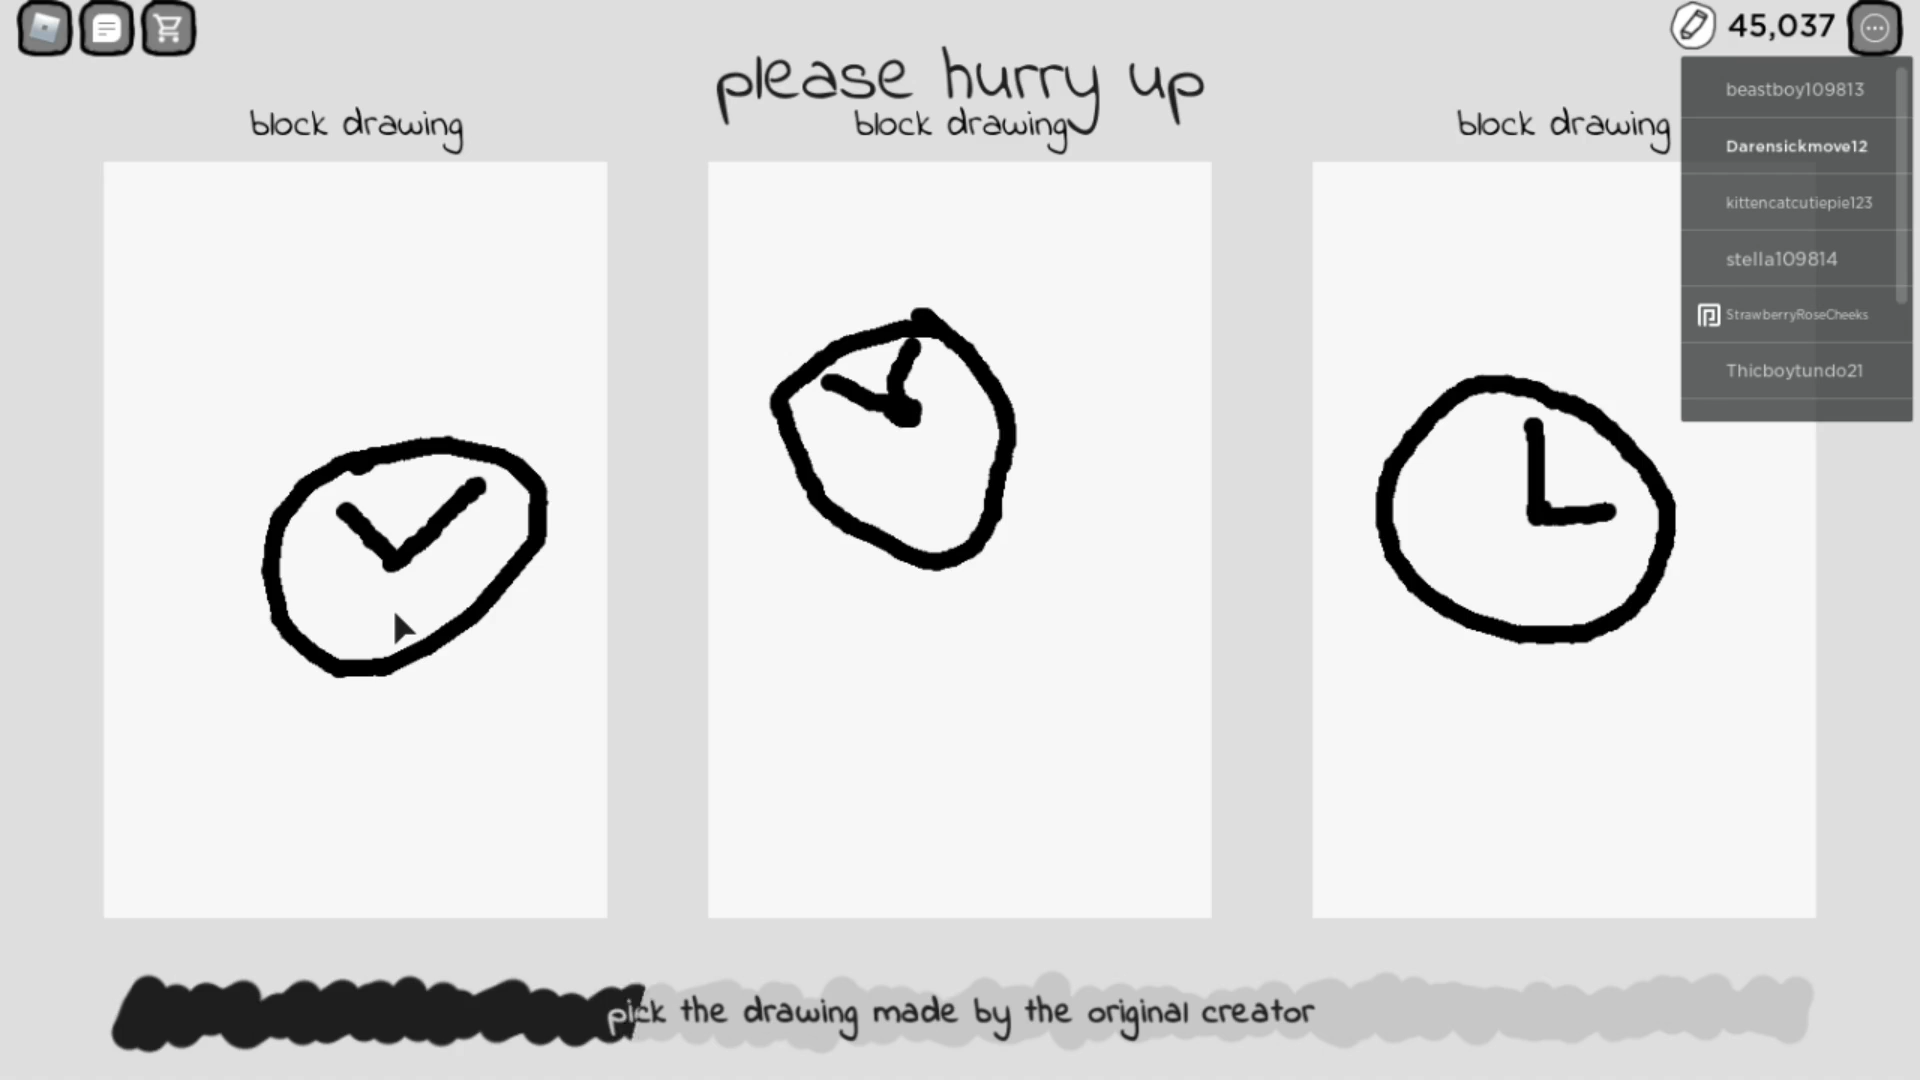 45,037
please hurry up
block drawing
block drawing
block drawing
beastboy109813
Darensickmove12
kittencatcutiepie123
stella109814
StrawberryRoseCheeks
Thicboytundo21
pick the drawing made by the original creator